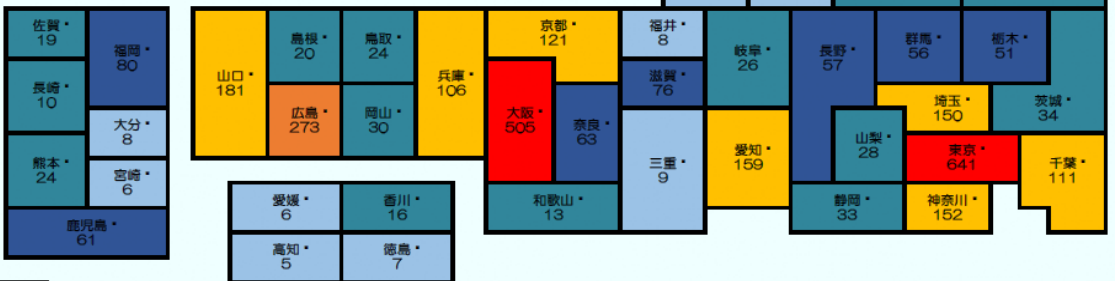 佐賀・
19
福岡・
80
長崎・
10
大分・
8
熊本・
24
宮崎・
6
鹿児島・
61
山口・
181
島根・
20
鳥取・
24
広島・
273
岡山・
30
兵庫・
106
愛媛・
6
香川・
16
高知・
5
徳島・
7
京都・
121
大阪・
505
奈良・
63
和歌山・
13
福井・
8
滋賀・
76
三重・
9
岐阜・
26
愛知・
159
長野・
57
群馬・
56
栃木・
51
埼玉・
150
茨城・
34
山梨・
28
東京・
641
千葉・
111
静岡・
33
神奈川・
152